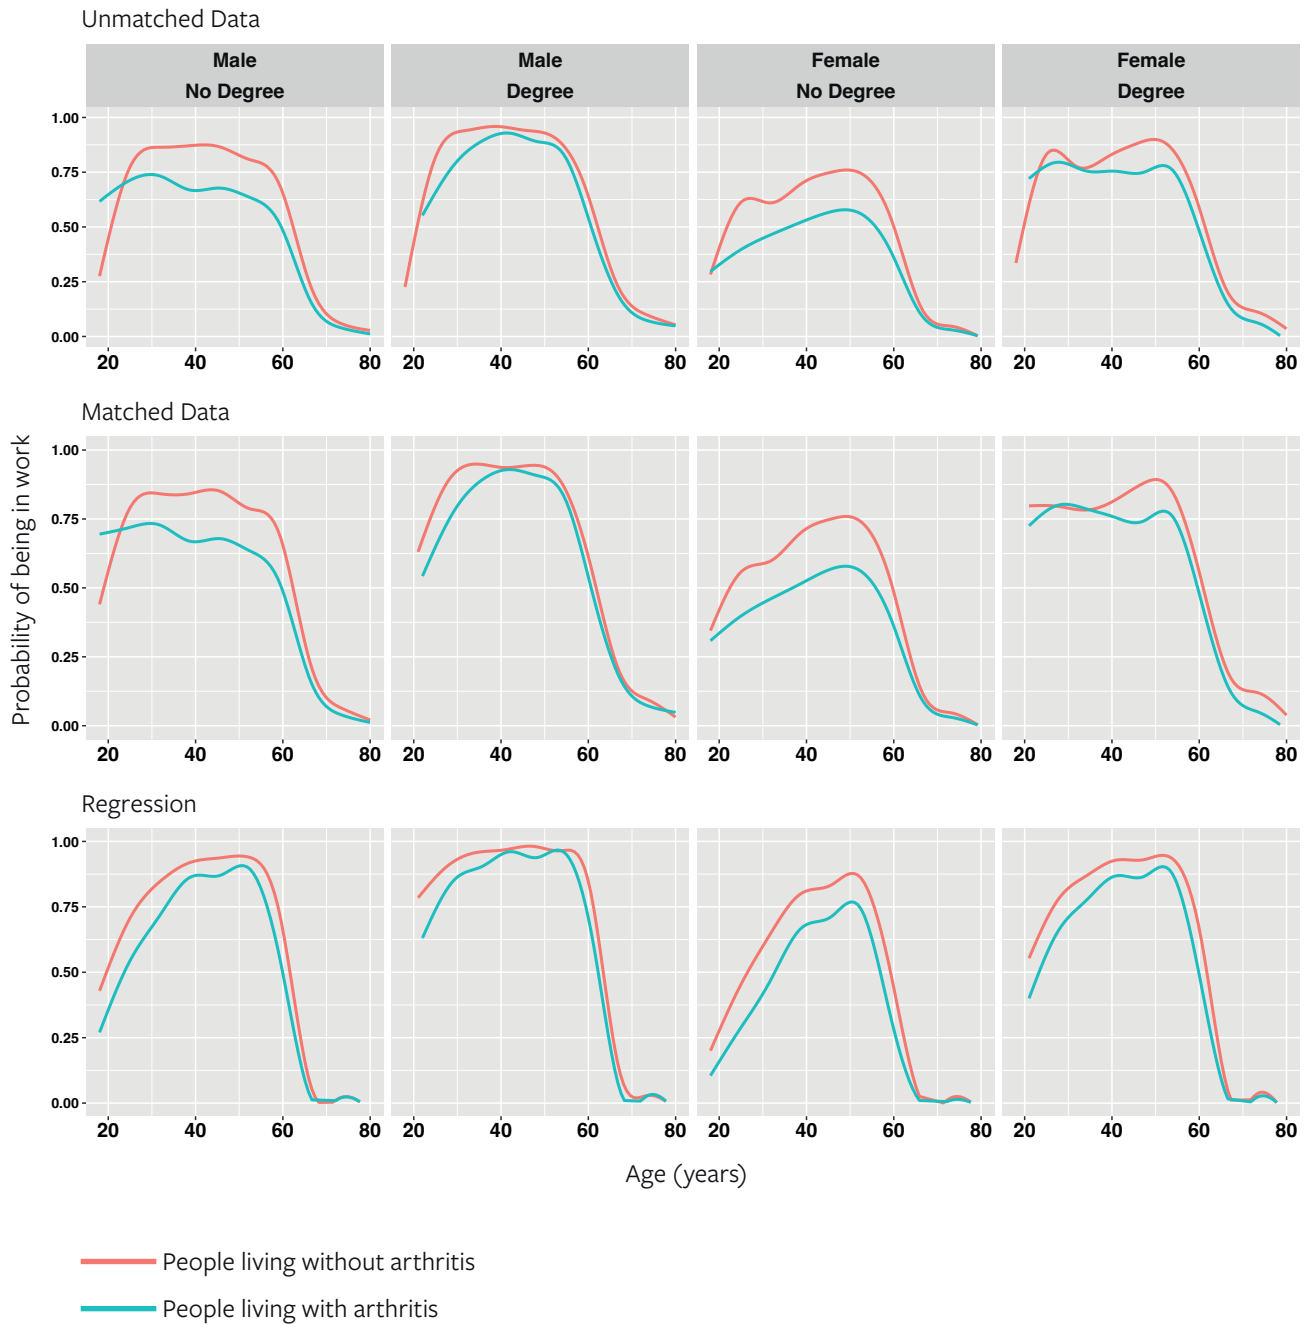 Unmatched Data
Male Male Female Female
No Degree Degree No Degree Degree
1.00
0.75
0.50
0.25
0.00
20 40 60 80 20 40 60 80 20 40 60 80 20 40 60 80
Matched Data
Probability of being in work
1.00
0.75
0.50
0.25
0.00
20 40 60 80 20 40 60 80 20 40 60 80 20 40 60 80
Regression
1.00
0.75
0.50
0.25
0.00
20 40 60 80 20 40 60 80 20 40 60 80 20 40 60 80
Age (years)
People living without arthritis
People living with arthritis